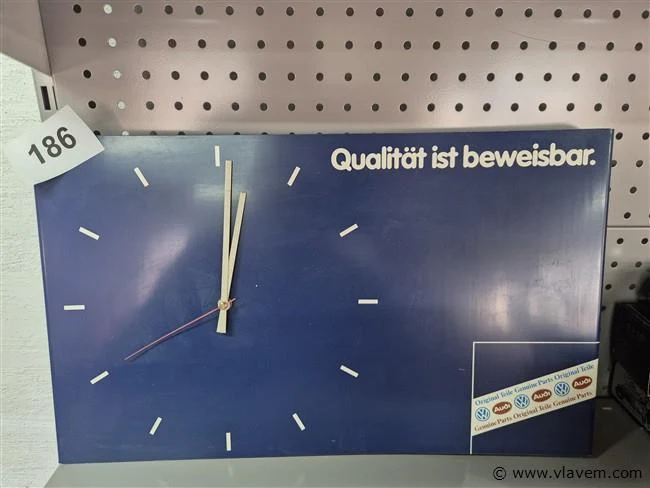 186
Qualität ist beweisbar.
Original Teile Genuine Parts Original Teile
Audi Audi
Genuine Parts Original Teile Genuine Parts
© www.vlavem.com